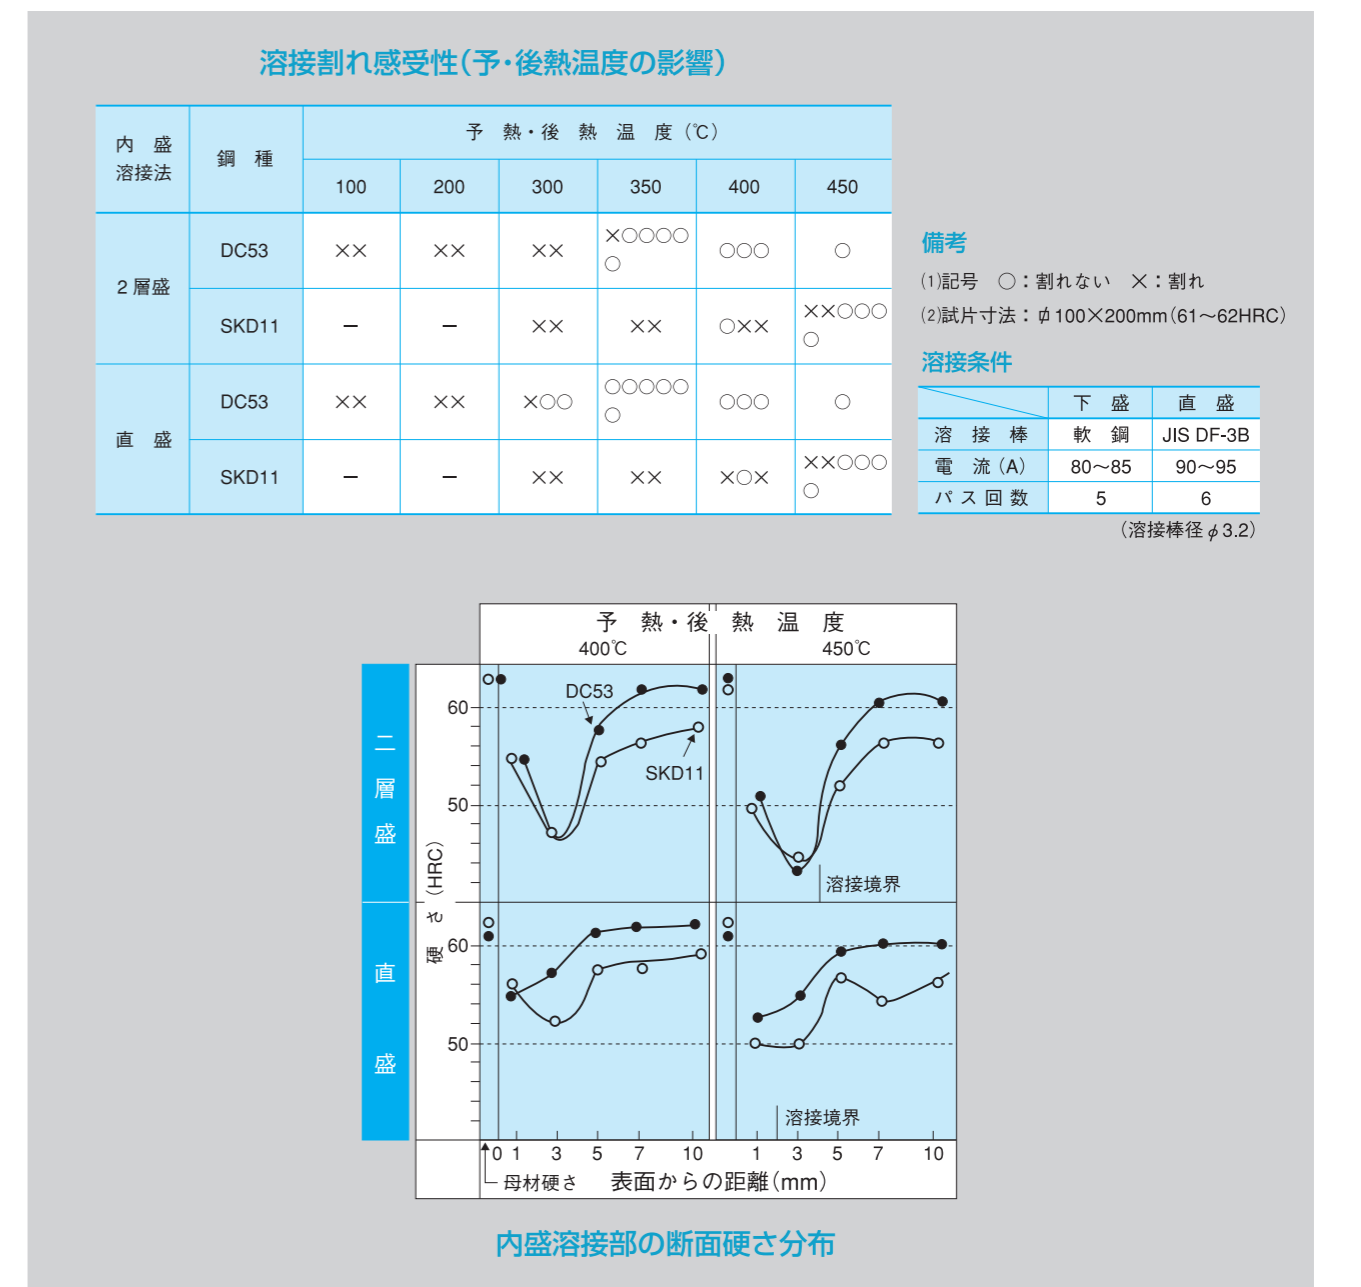 溶接割れ感受性(予・後熱温度の影響)
内盛溶接法 鋼種 予熱・後熱温度(℃)
100 200 300 350 400 450
2層盛 DC53 ×× ×× ×× ×○○○○○ ○○○ ○
SKD11 － － ×× ×× ○×× ××○○○○
直盛 DC53 ×× ×× ×○○ ○○○○○○ ○○○ ○
SKD11 － － ×× ×× ×○× ××○○○○
備考
⑴記号 ○：割れない ×：割れ
⑵試片寸法：φ100×200mm(61〜62HRC)
溶接条件
下盛 直盛
溶接棒 軟鋼 JIS DF-3B
電流(A) 80〜85 90〜95
パス回数 5 6
(溶接棒径φ3.2)
予熱・後熱温度
400℃ 450℃
二層盛
直盛
硬さ(HRC)
60
50
60
50
DC53
SKD11
溶接境界
溶接境界
0 1 3 5 7 10 1 3 5 7 10
母材硬さ 表面からの距離(mm)
内盛溶接部の断面硬さ分布